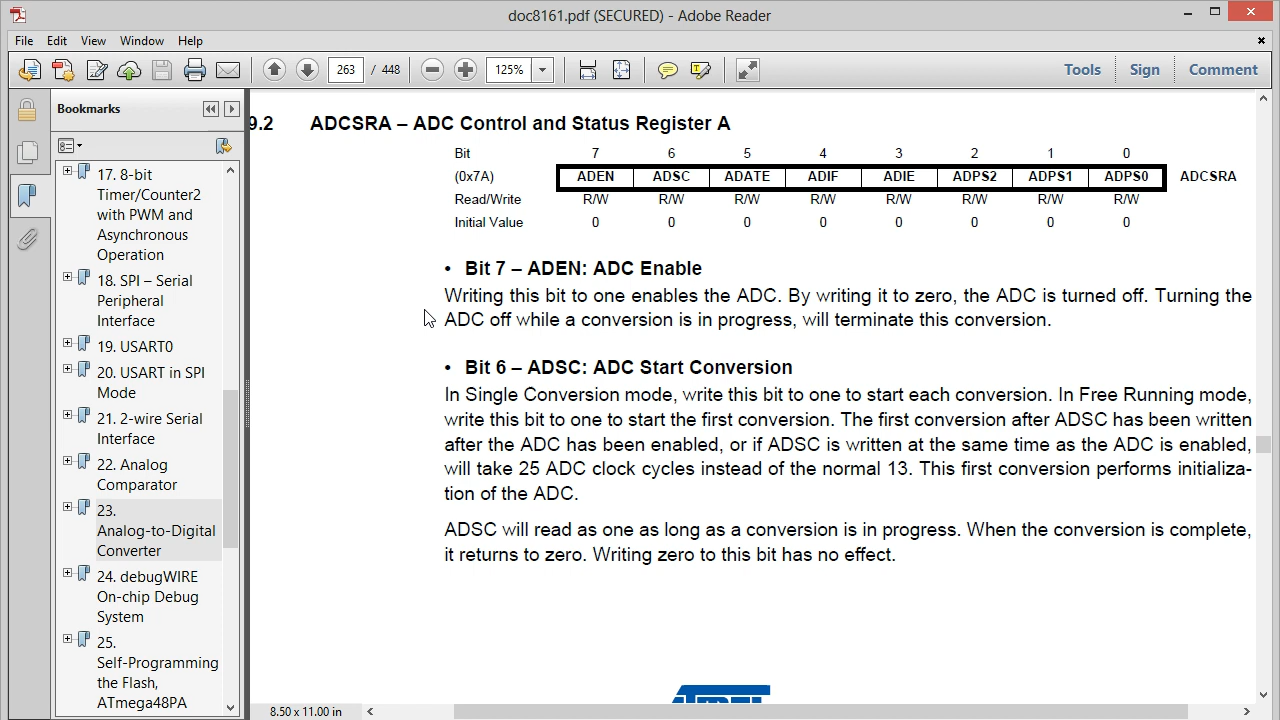 doc8161.pdf (SECURED) - Adobe Reader
File Edit View Window Help
263 / 448 125% Tools Sign Comment
Bookmarks
17. 8-bit
Timer/Counter2
with PWM and
Asynchronous
Operation
18. SPI – Serial
Peripheral
Interface
19. USART0
20. USART in SPI
Mode
21. 2-wire Serial
Interface
22. Analog
Comparator
23.
Analog-to-Digital
Converter
24. debugWIRE
On-chip Debug
System
25.
Self-Programming
the Flash,
ATmega48PA
9.2 ADCSRA – ADC Control and Status Register A
Bit 7 6 5 4 3 2 1 0
(0x7A) ADEN ADSC ADATE ADIF ADIE ADPS2 ADPS1 ADPS0 ADCSRA
Read/Write R/W R/W R/W R/W R/W R/W R/W R/W
Initial Value 0 0 0 0 0 0 0 0
• Bit 7 – ADEN: ADC Enable
Writing this bit to one enables the ADC. By writing it to zero, the ADC is turned off. Turning the
ADC off while a conversion is in progress, will terminate this conversion.
• Bit 6 – ADSC: ADC Start Conversion
In Single Conversion mode, write this bit to one to start each conversion. In Free Running mode,
write this bit to one to start the first conversion. The first conversion after ADSC has been written
after the ADC has been enabled, or if ADSC is written at the same time as the ADC is enabled,
will take 25 ADC clock cycles instead of the normal 13. This first conversion performs initializa-
tion of the ADC.
ADSC will read as one as long as a conversion is in progress. When the conversion is complete,
it returns to zero. Writing zero to this bit has no effect.
8.50 x 11.00 in